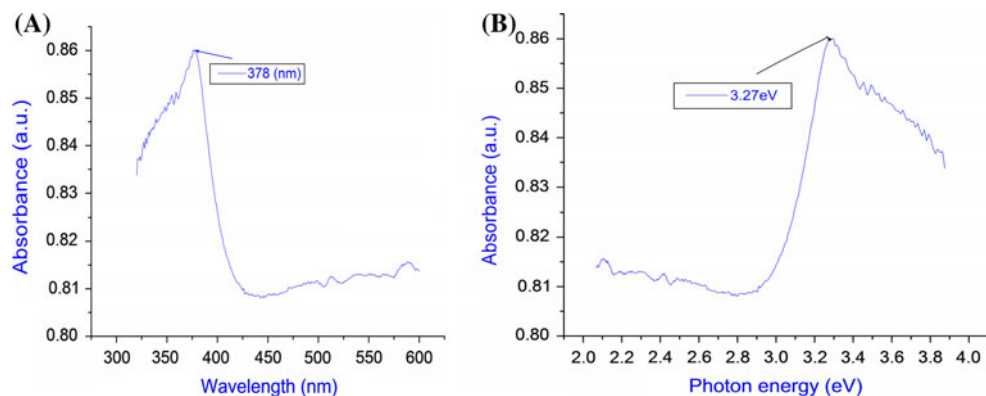 (A)
0.86
0.85
0.84
0.83
0.82
0.81
0.80
Absorbance (a.u.)
378 (nm)
300 350 400 450 500 550 600
Wavelength (nm)
(B)
0.86
0.85
0.84
0.83
0.82
0.81
0.80
Absorbance (a.u.)
3.27eV
2.0 2.2 2.4 2.6 2.8 3.0 3.2 3.4 3.6 3.8 4.0
Photon energy (eV)